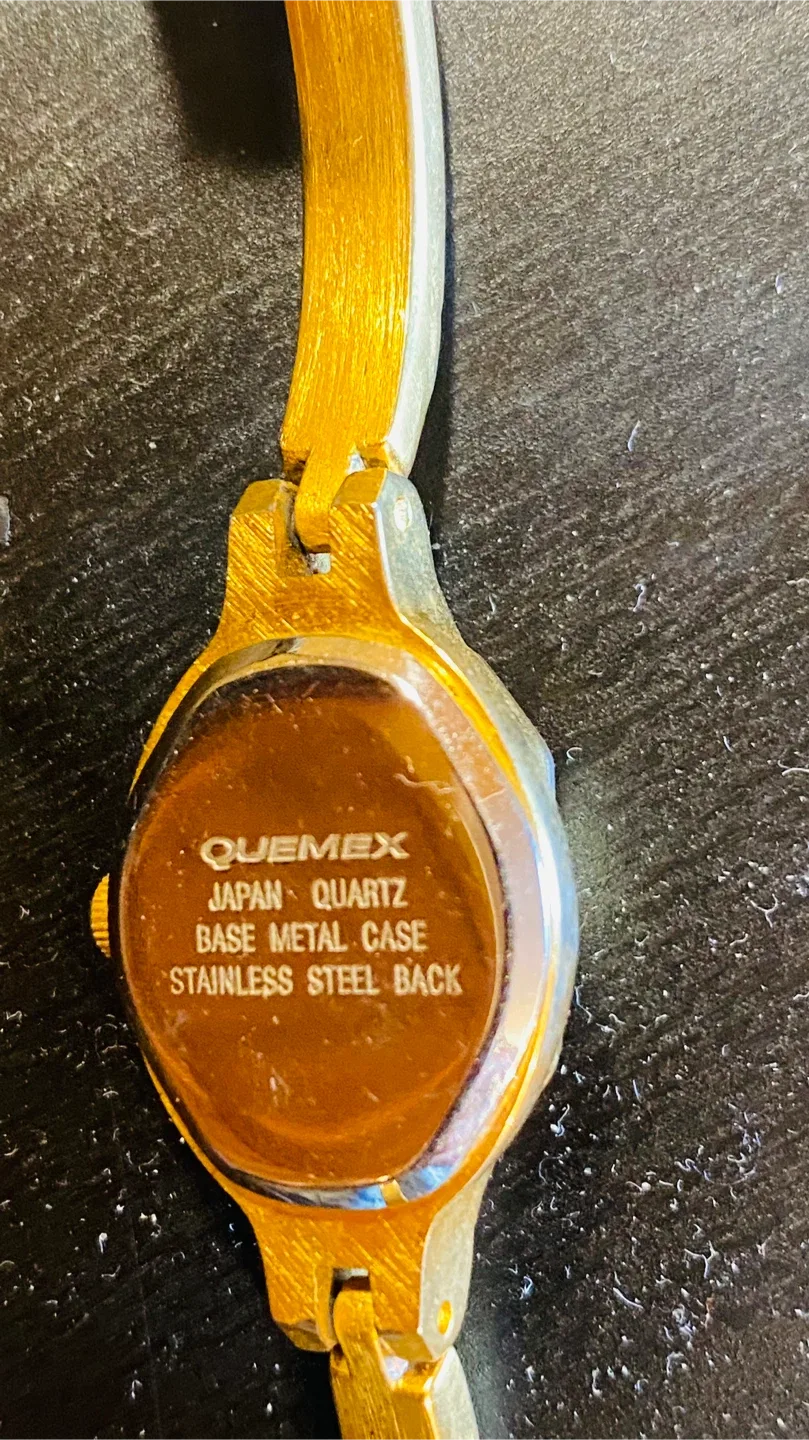 QUEMEX
JAPAN QUARTZ
BASE METAL CASE
STAINLESS STEEL BACK